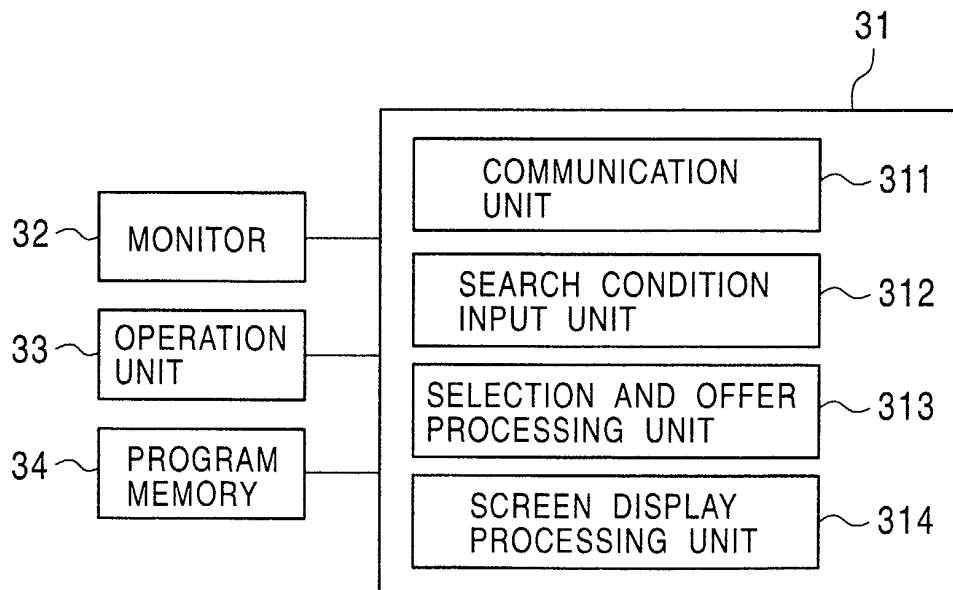 31
COMMUNICATION
UNIT
311
32
MONITOR
SEARCH CONDITION
INPUT UNIT
312
33
OPERATION
UNIT
SELECTION AND OFFER
PROCESSING UNIT
313
34
PROGRAM
MEMORY
SCREEN DISPLAY
PROCESSING UNIT
314